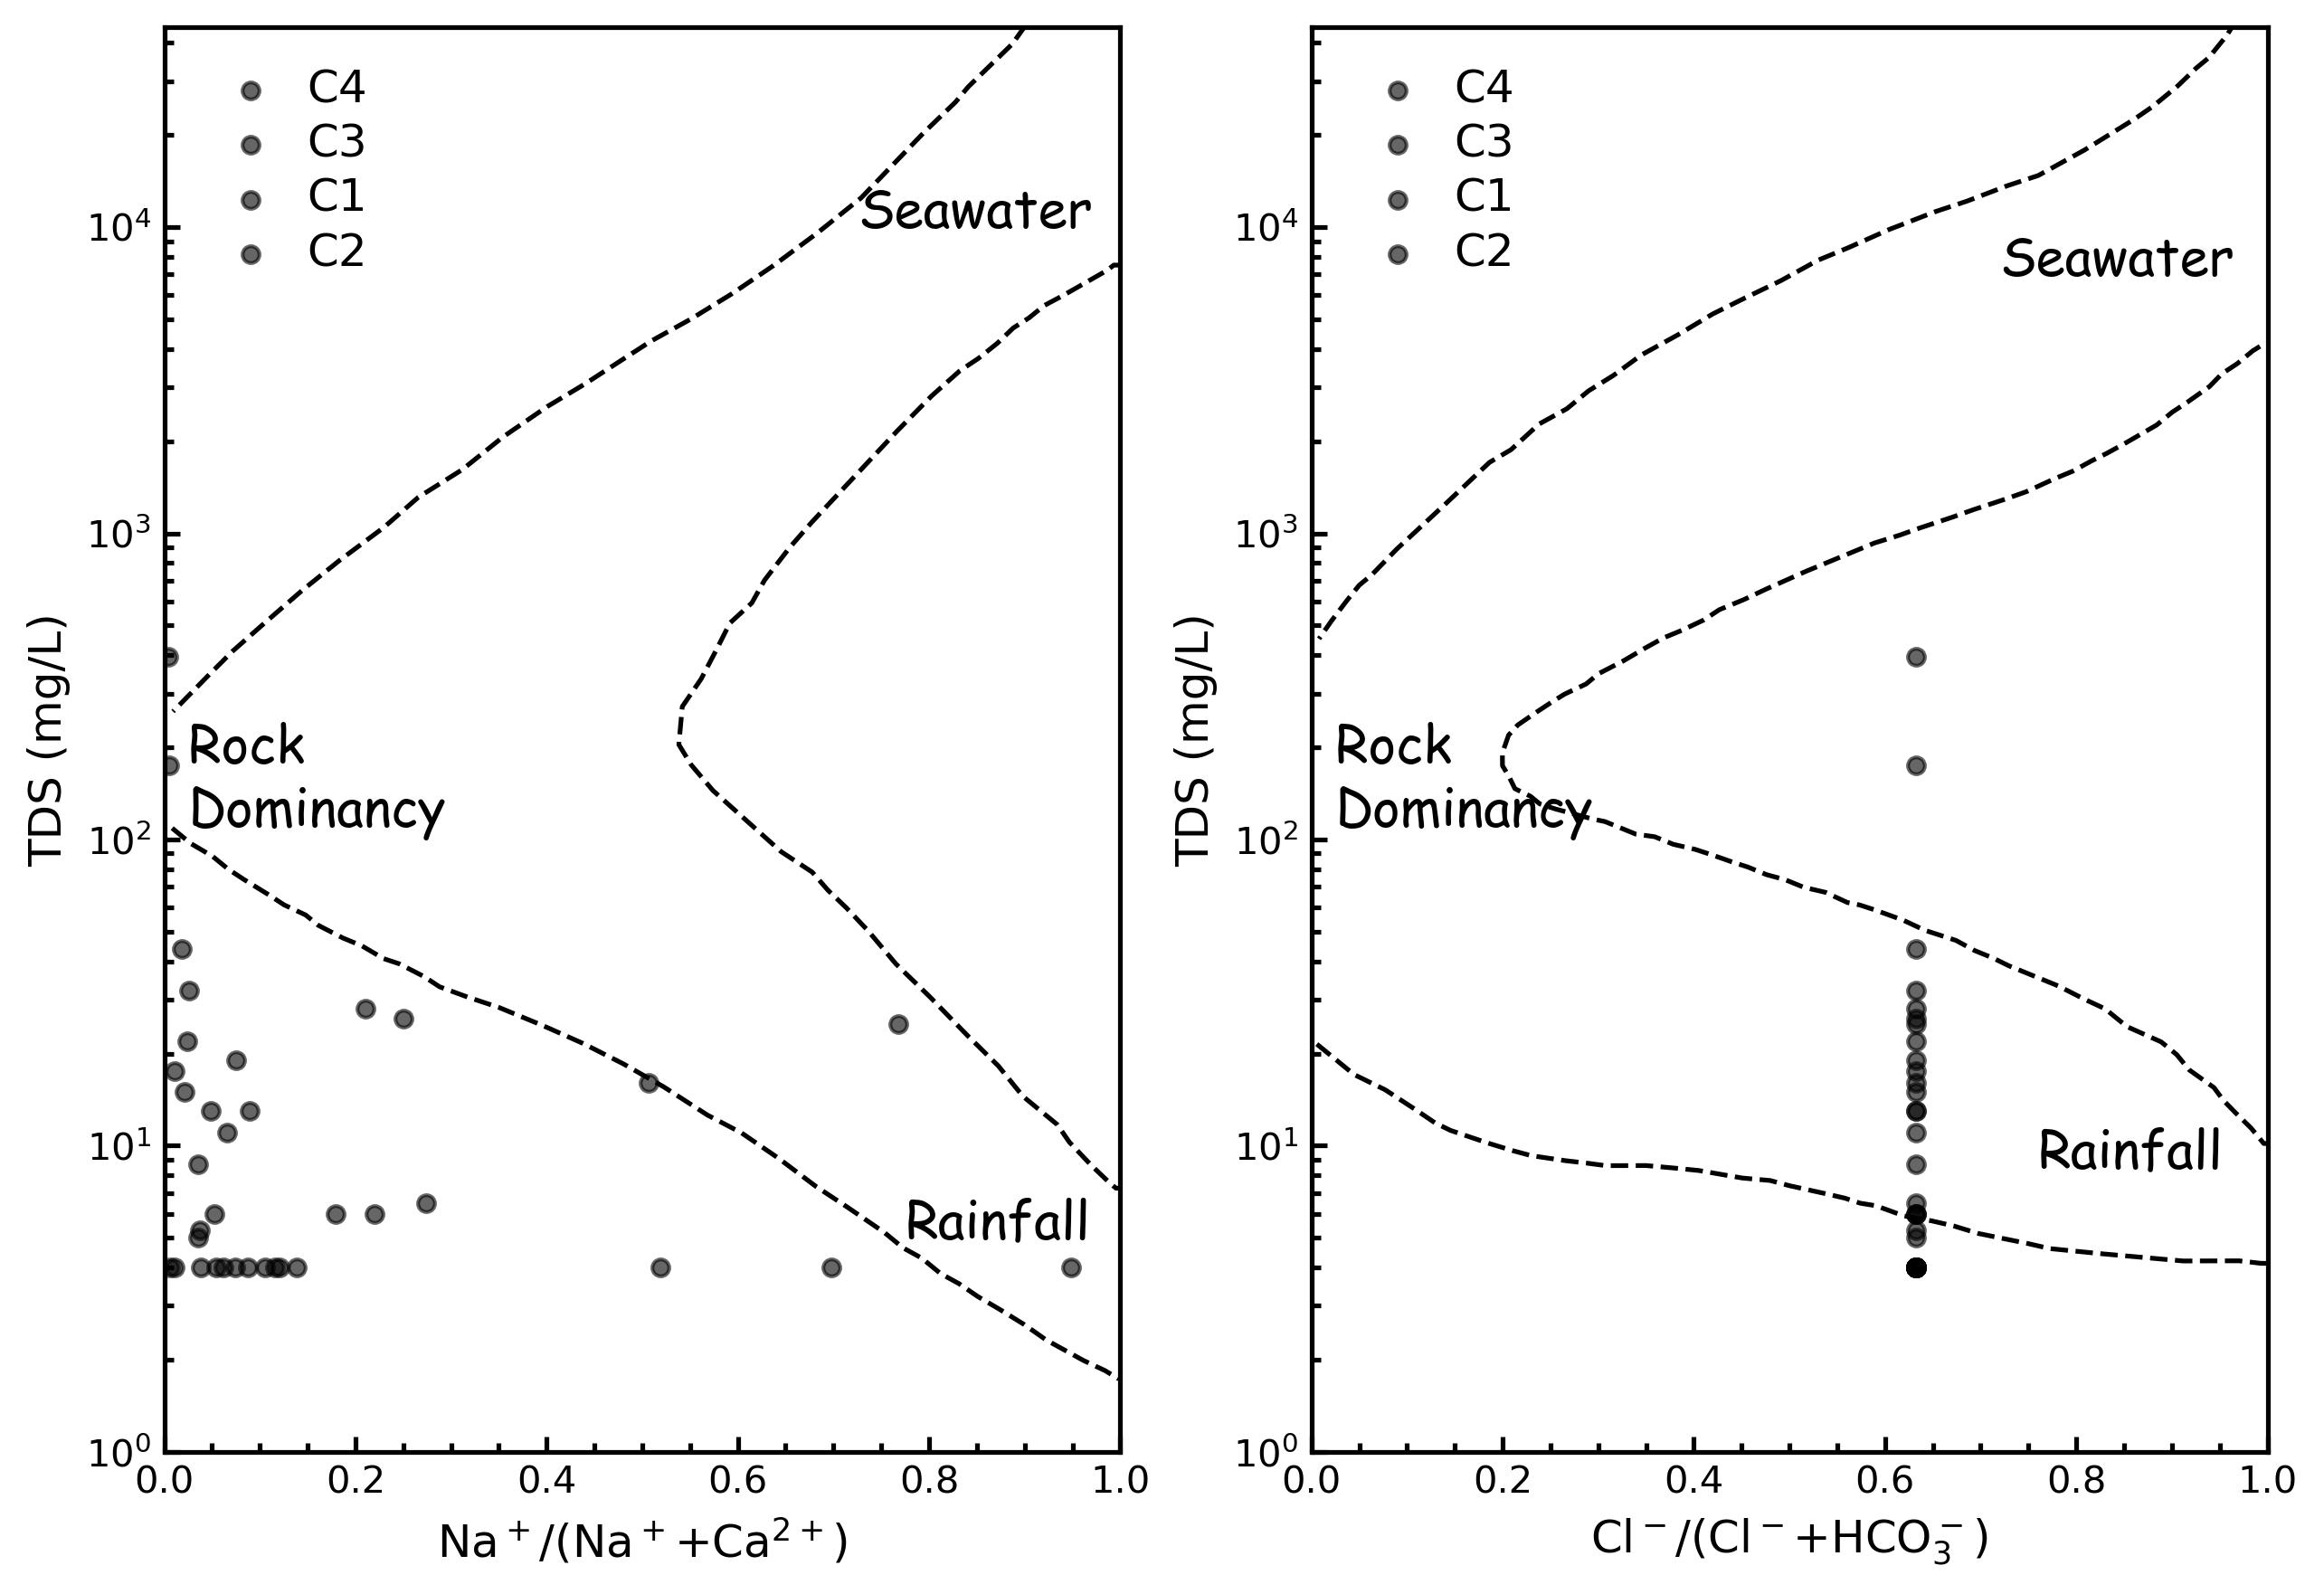 C4
C3
C1
C2
Seawater
Rock
Dominancy
Rainfall
10⁴
10³
10²
10¹
10⁰
TDS (mg/L)
0.0 0.2 0.4 0.6 0.8 1.0
Na⁺/(Na⁺+Ca²⁺)
C4
C3
C1
C2
Seawater
Rock
Dominancy
Rainfall
10⁴
10³
10²
10¹
10⁰
TDS (mg/L)
0.0 0.2 0.4 0.6 0.8 1.0
Cl⁻/(Cl⁻+HCO₃⁻)